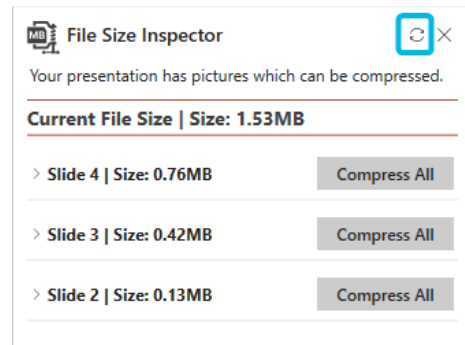 MB File Size Inspector
Your presentation has pictures which can be compressed.
Current File Size | Size: 1.53MB
Slide 4 | Size: 0.76MB Compress All
Slide 3 | Size: 0.42MB Compress All
Slide 2 | Size: 0.13MB Compress All